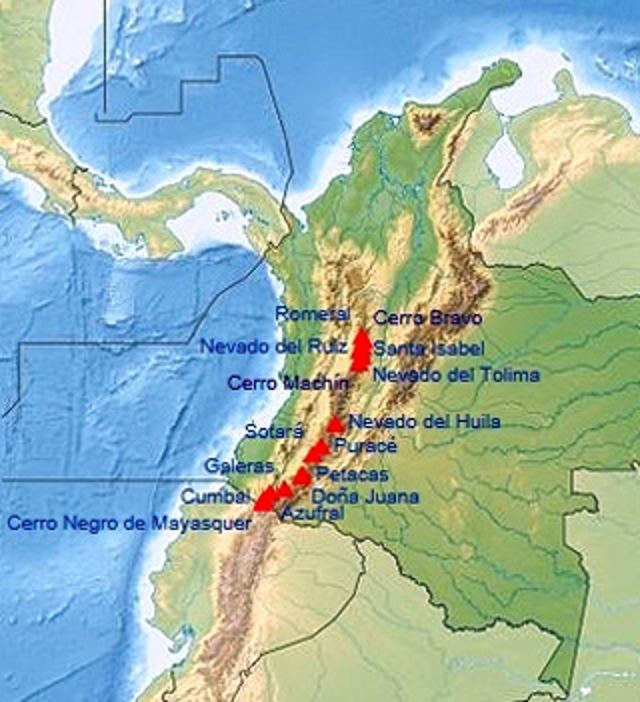 Romeral
Cerro Bravo
Nevado del Ruiz
Santa Isabel
Nevado del Tolima
Cerro Machín
Nevado del Huila
Sotará
Puracé
Galeras
Petacas
Cumbal
Doña Juana
Azufral
Cerro Negro de Mayasquer